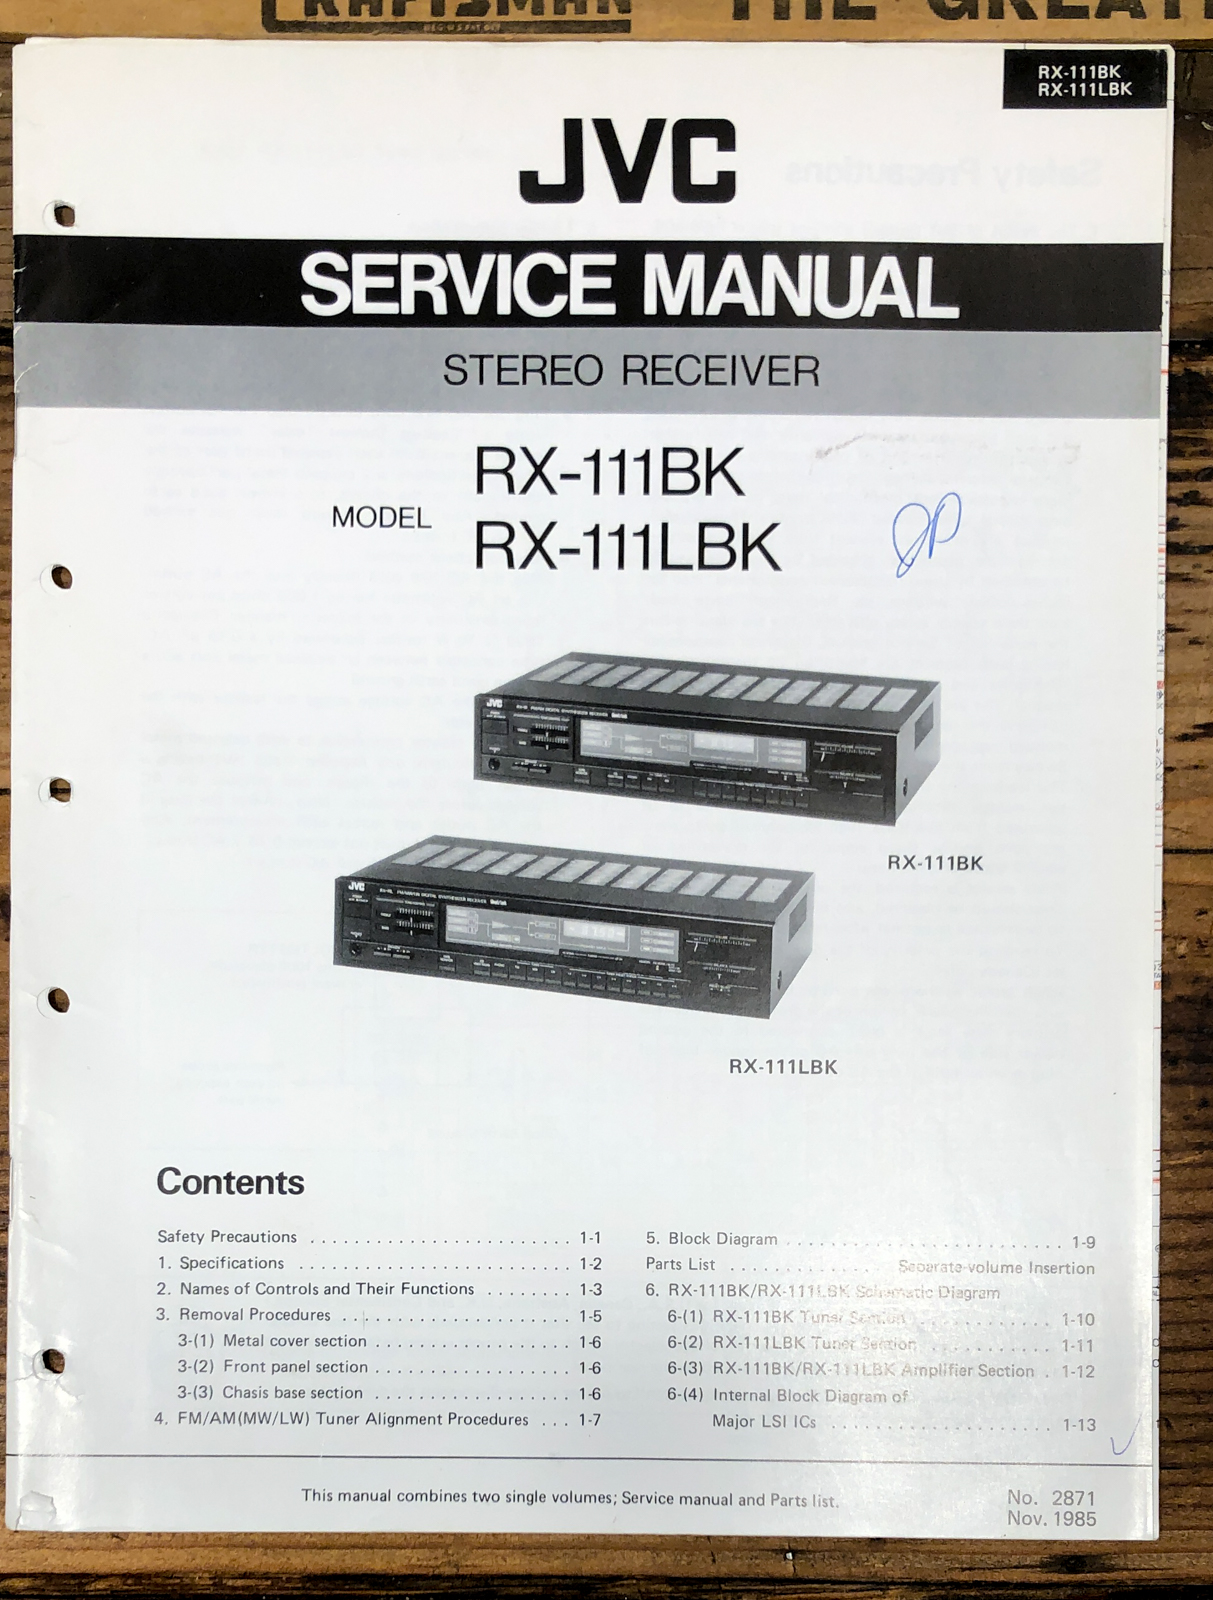 CRAFTSMAN THE GREAT
RX-111BK
RX-111LBK
JVC
SERVICE MANUAL
STEREO RECEIVER
MODEL
RX-111BK
RX-111LBK
JP
JVC
RX-111BK
JVC
RX-111LBK
Contents
Safety Precautions . . . . . . . . . . . . . . . . . . . . . . . . . 1-1
1. Specifications . . . . . . . . . . . . . . . . . . . . . . . . . . 1-2
2. Names of Controls and Their Functions . . . . . . . . 1-3
3. Removal Procedures . . . . . . . . . . . . . . . . . . . . . . 1-5
3-(1) Metal cover section . . . . . . . . . . . . . . . . . . . 1-6
3-(2) Front panel section . . . . . . . . . . . . . . . . . . . 1-6
3-(3) Chasis base section . . . . . . . . . . . . . . . . . . . 1-6
4. FM/AM(MW/LW) Tuner Alignment Procedures . . . 1-7
5. Block Diagram . . . . . . . . . . . . . . . . . . . . . . . . . . 1-9
Parts List . . . . . . . . . . . . . . Separate-volume Insertion
6. RX-111BK/RX-111LBK Schematic Diagram
6-(1) RX-111BK Tuner Section . . . . . . . . . . . . . 1-10
6-(2) RX-111LBK Tuner Section . . . . . . . . . . . . 1-11
6-(3) RX-111BK/RX-111LBK Amplifier Section . 1-12
6-(4) Internal Block Diagram of
Major LSI ICs . . . . . . . . . . . . . . . . . . . . . 1-13
This manual combines two single volumes; Service manual and Parts list.
No. 2871
Nov. 1985